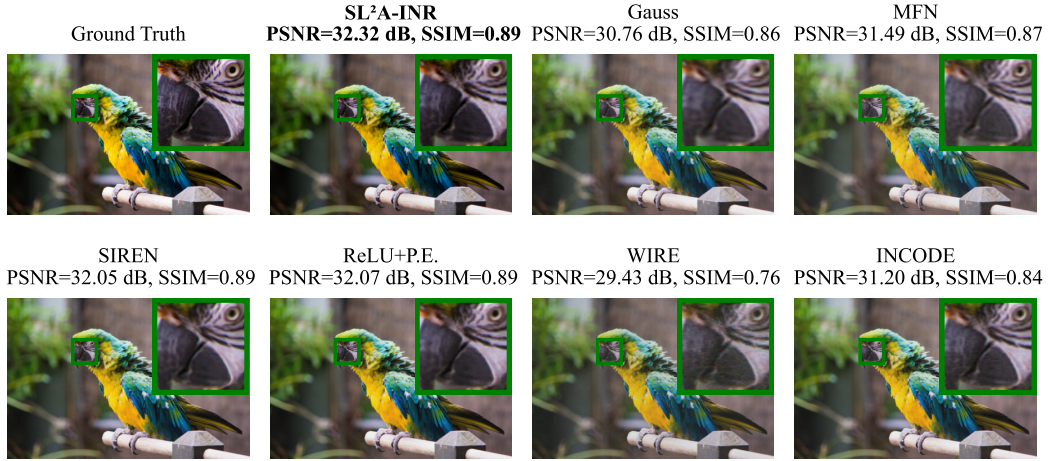 Ground Truth
SL²A-INR
PSNR=32.32 dB, SSIM=0.89
Gauss
PSNR=30.76 dB, SSIM=0.86
MFN
PSNR=31.49 dB, SSIM=0.87
SIREN
PSNR=32.05 dB, SSIM=0.89
ReLU+P.E.
PSNR=32.07 dB, SSIM=0.89
WIRE
PSNR=29.43 dB, SSIM=0.76
INCODE
PSNR=31.20 dB, SSIM=0.84